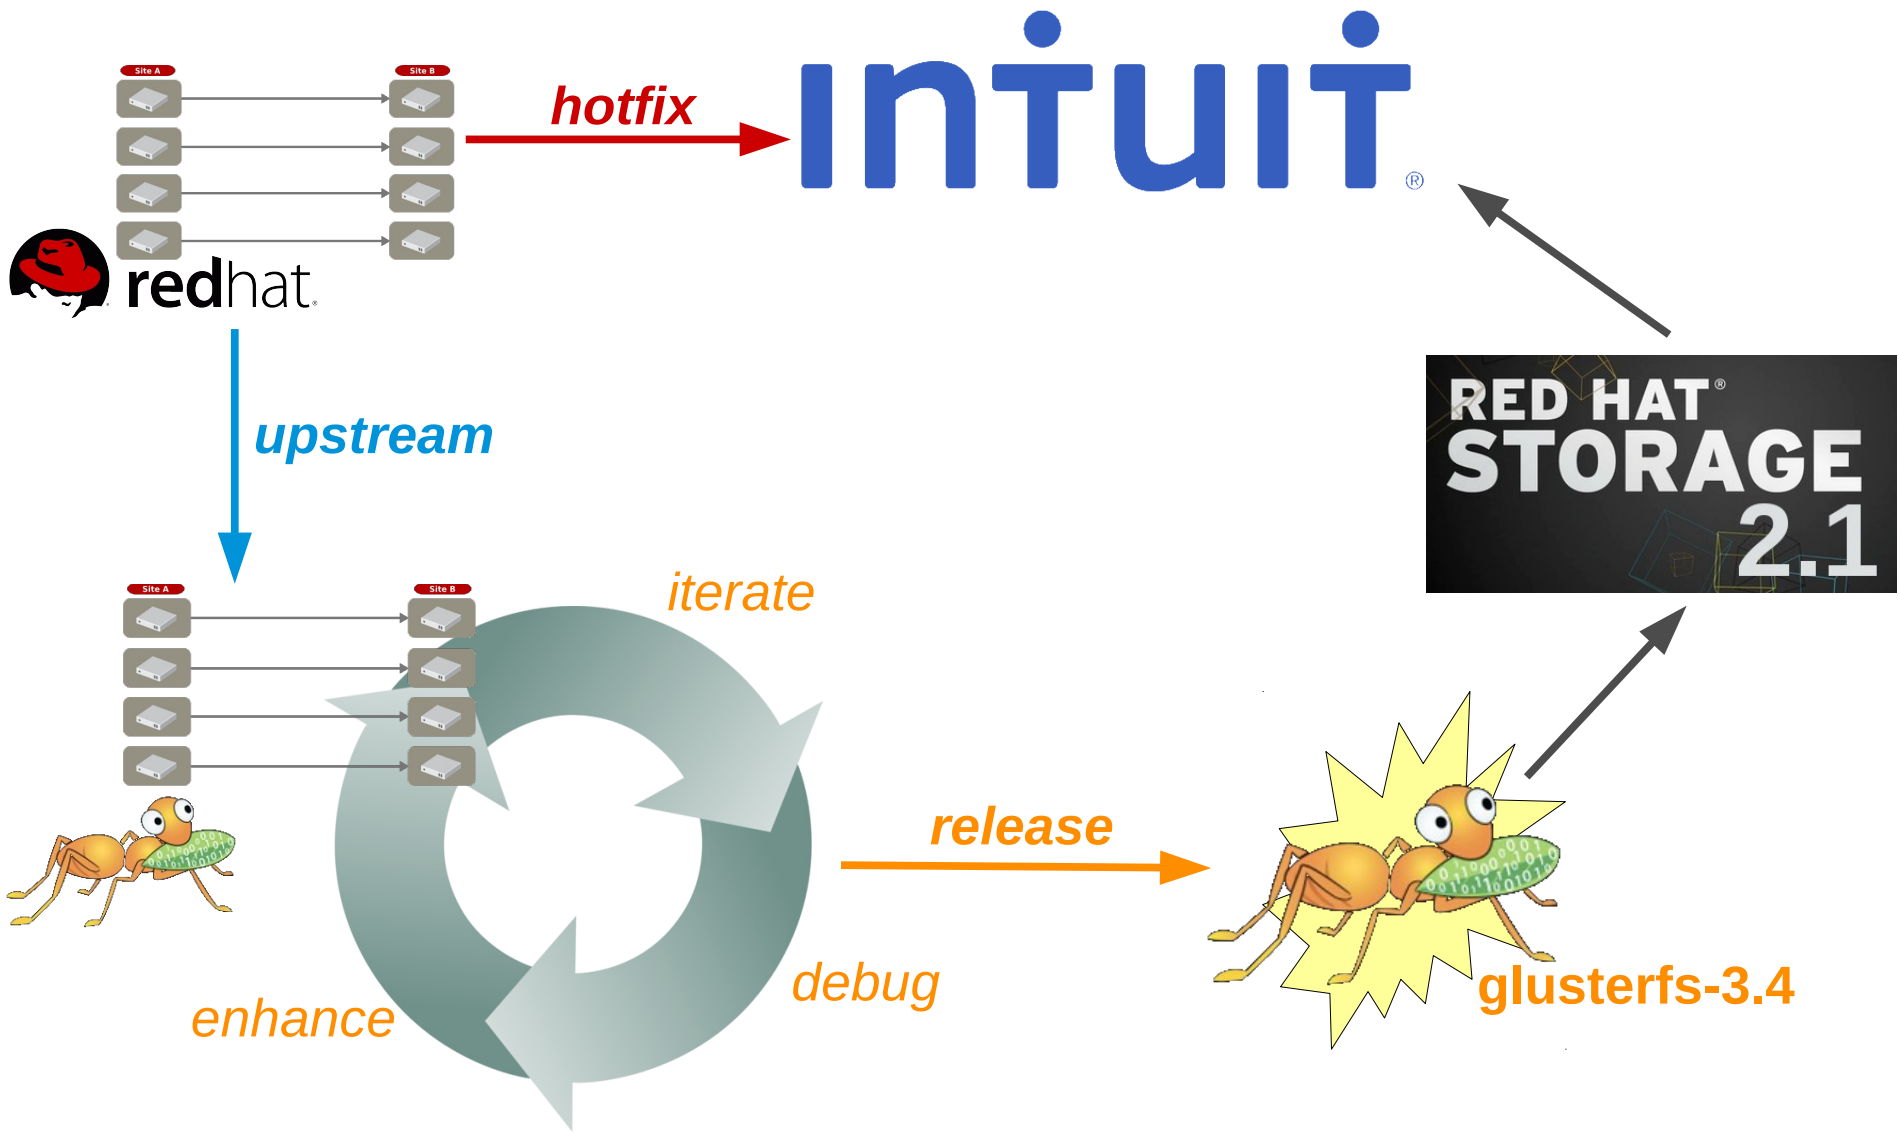 Site A
Site B
hotfix
intuit®
redhat®
upstream
RED HAT®
STORAGE
2.1
Site A
Site B
iterate
release
debug
enhance
glusterfs-3.4